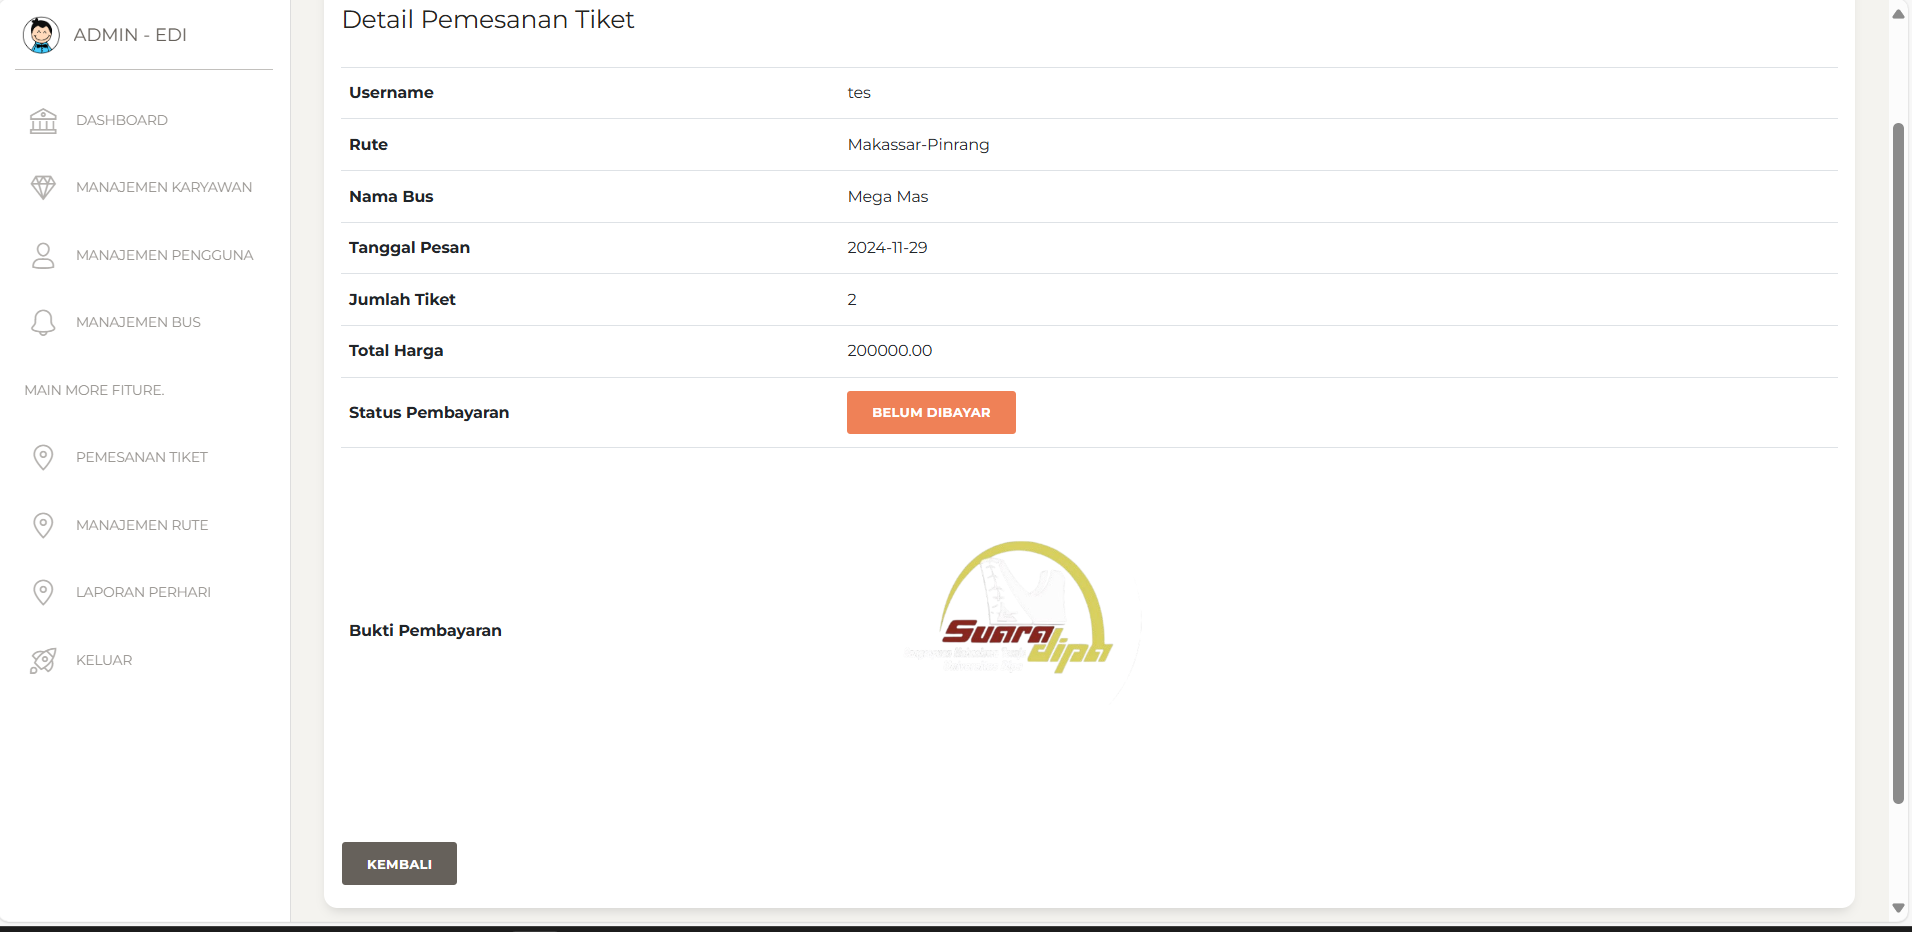 ADMIN - EDI
DASHBOARD
MANAJEMEN KARYAWAN
MANAJEMEN PENGGUNA
MANAJEMEN BUS
MAIN MORE FITURE.
PEMESANAN TIKET
MANAJEMEN RUTE
LAPORAN PERHARI
KELUAR
Detail Pemesanan Tiket
Username tes
Rute Makassar-Pinrang
Nama Bus Mega Mas
Tanggal Pesan 2024-11-29
Jumlah Tiket 2
Total Harga 200000.00
Status Pembayaran BELUM DIBAYAR
Bukti Pembayaran
Suara
dipa
KEMBALI